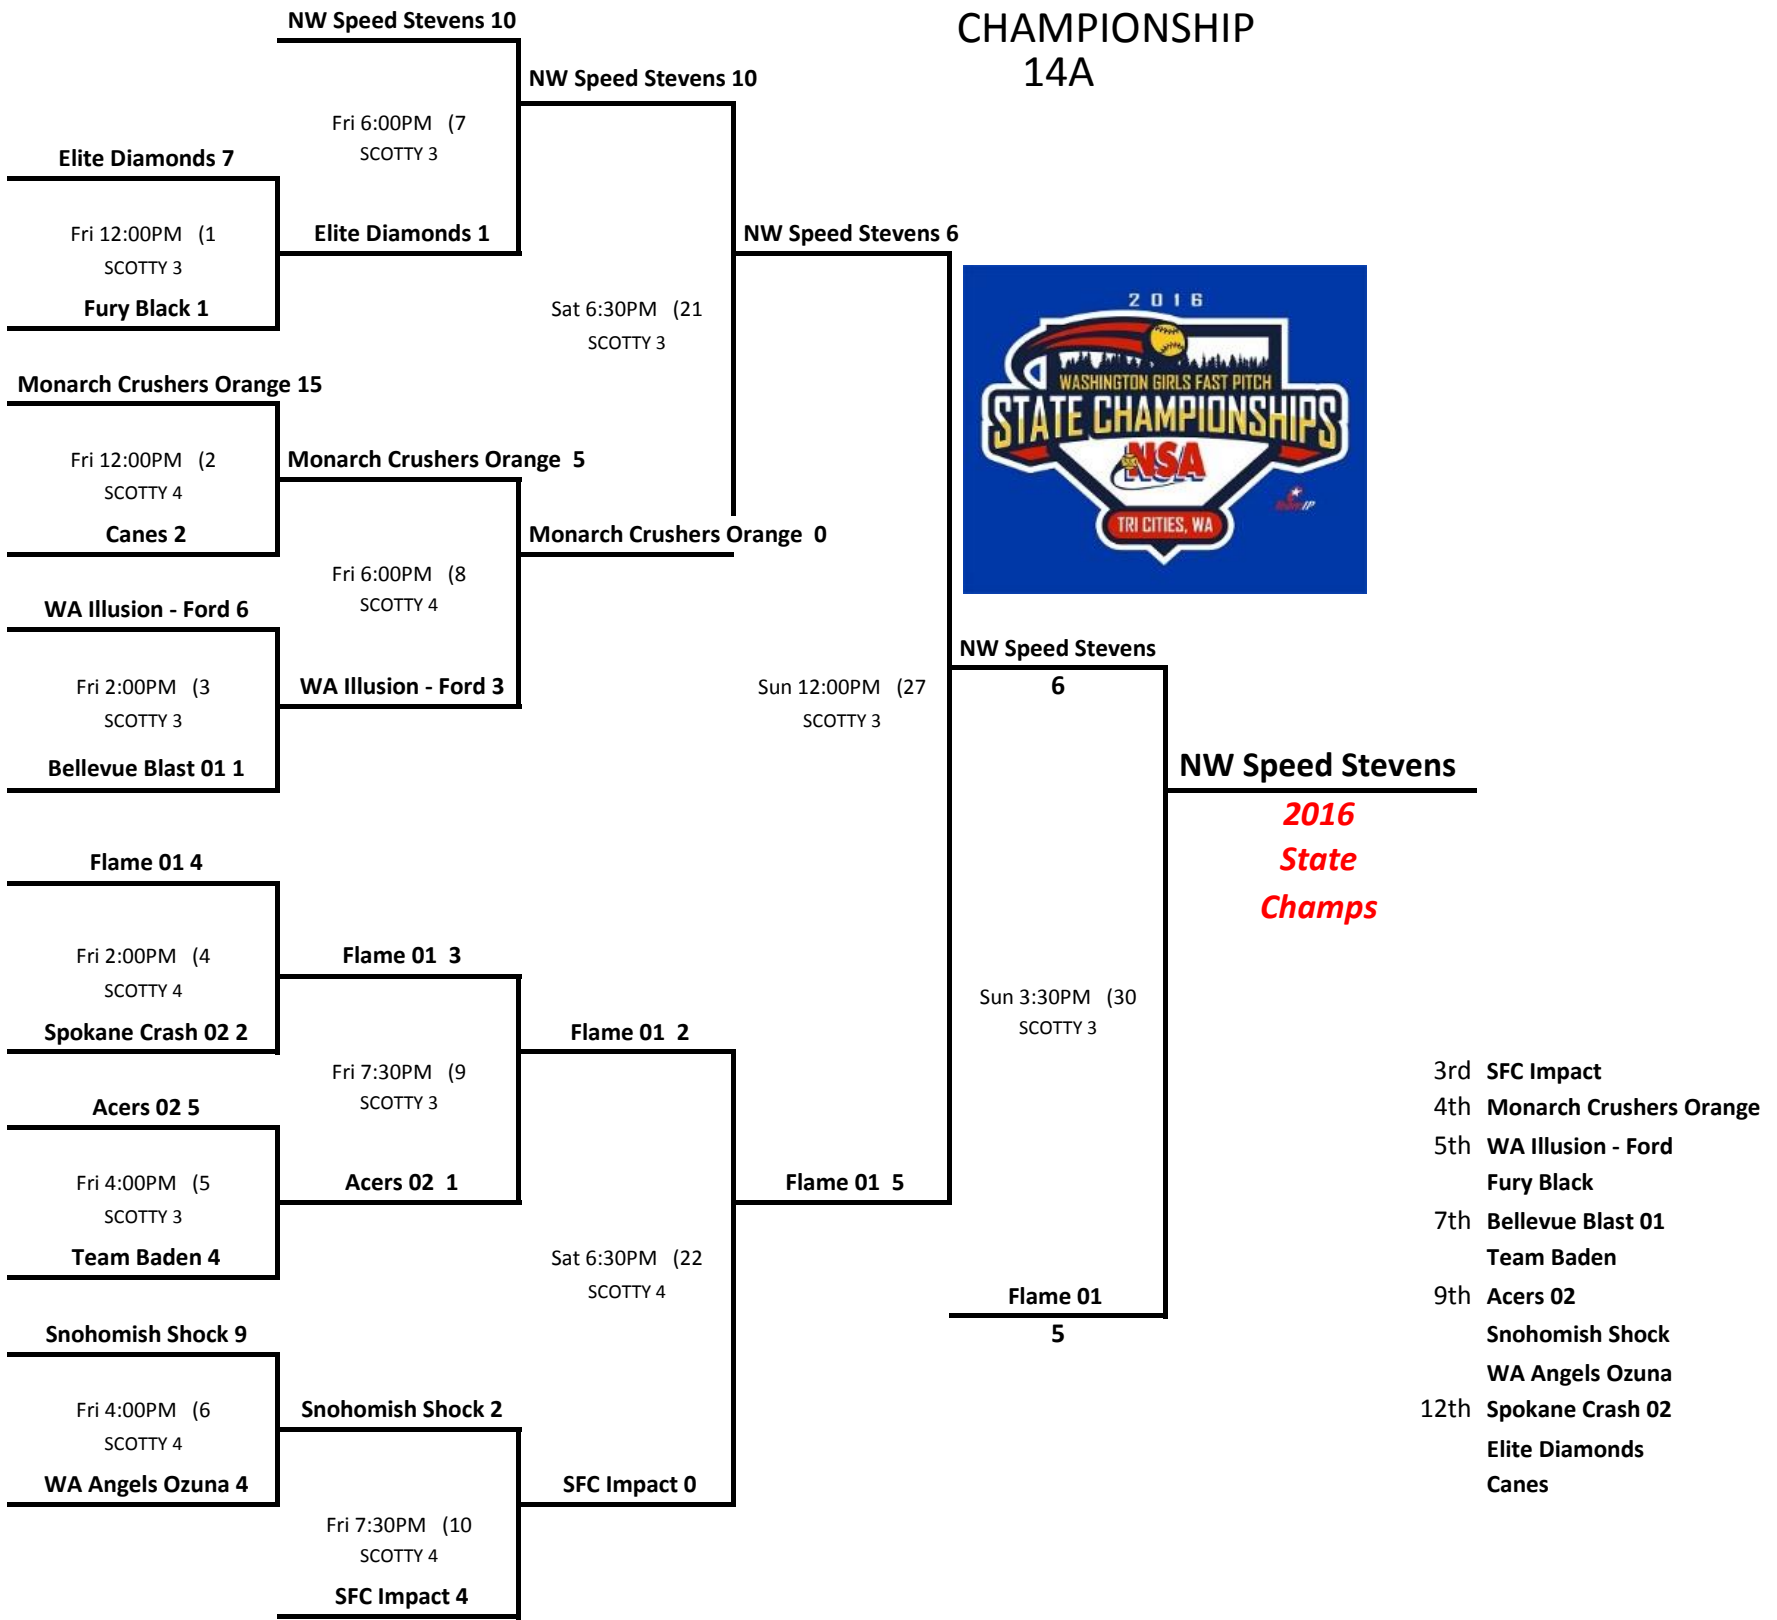 NW Speed Stevens 10
CHAMPIONSHIP
14A
NW Speed Stevens 10
Fri 6:00PM (7
SCOTTY 3
Elite Diamonds 7
Fri 12:00PM (1
SCOTTY 3
Elite Diamonds 1
NW Speed Stevens 6
Fury Black 1
Sat 6:30PM (21
SCOTTY 3
2016
WASHINGTON GIRLS FAST PITCH
STATE CHAMPIONSHIPS
NSA
TRI CITIES, WA
Monarch Crushers Orange 15
Fri 12:00PM (2
SCOTTY 4
Monarch Crushers Orange 5
Canes 2
Monarch Crushers Orange 0
Fri 6:00PM (8
SCOTTY 4
WA Illusion - Ford 6
NW Speed Stevens
6
Fri 2:00PM (3
SCOTTY 3
WA Illusion - Ford 3
Sun 12:00PM (27
SCOTTY 3
Bellevue Blast 01 1
NW Speed Stevens
2016
State
Champs
Flame 01 4
Fri 2:00PM (4
SCOTTY 4
Flame 01 3
Sun 3:30PM (30
SCOTTY 3
Spokane Crash 02 2
Flame 01 2
Fri 7:30PM (9
SCOTTY 3
Acers 02 5
Fri 4:00PM (5
SCOTTY 3
Acers 02 1
Flame 01 5
Team Baden 4
Sat 6:30PM (22
SCOTTY 4
Flame 01
5
Snohomish Shock 9
Fri 4:00PM (6
SCOTTY 4
Snohomish Shock 2
WA Angels Ozuna 4
SFC Impact 0
Fri 7:30PM (10
SCOTTY 4
SFC Impact 4
3rd SFC Impact
4th Monarch Crushers Orange
5th WA Illusion - Ford
Fury Black
7th Bellevue Blast 01
Team Baden
9th Acers 02
Snohomish Shock
WA Angels Ozuna
12th Spokane Crash 02
Elite Diamonds
Canes